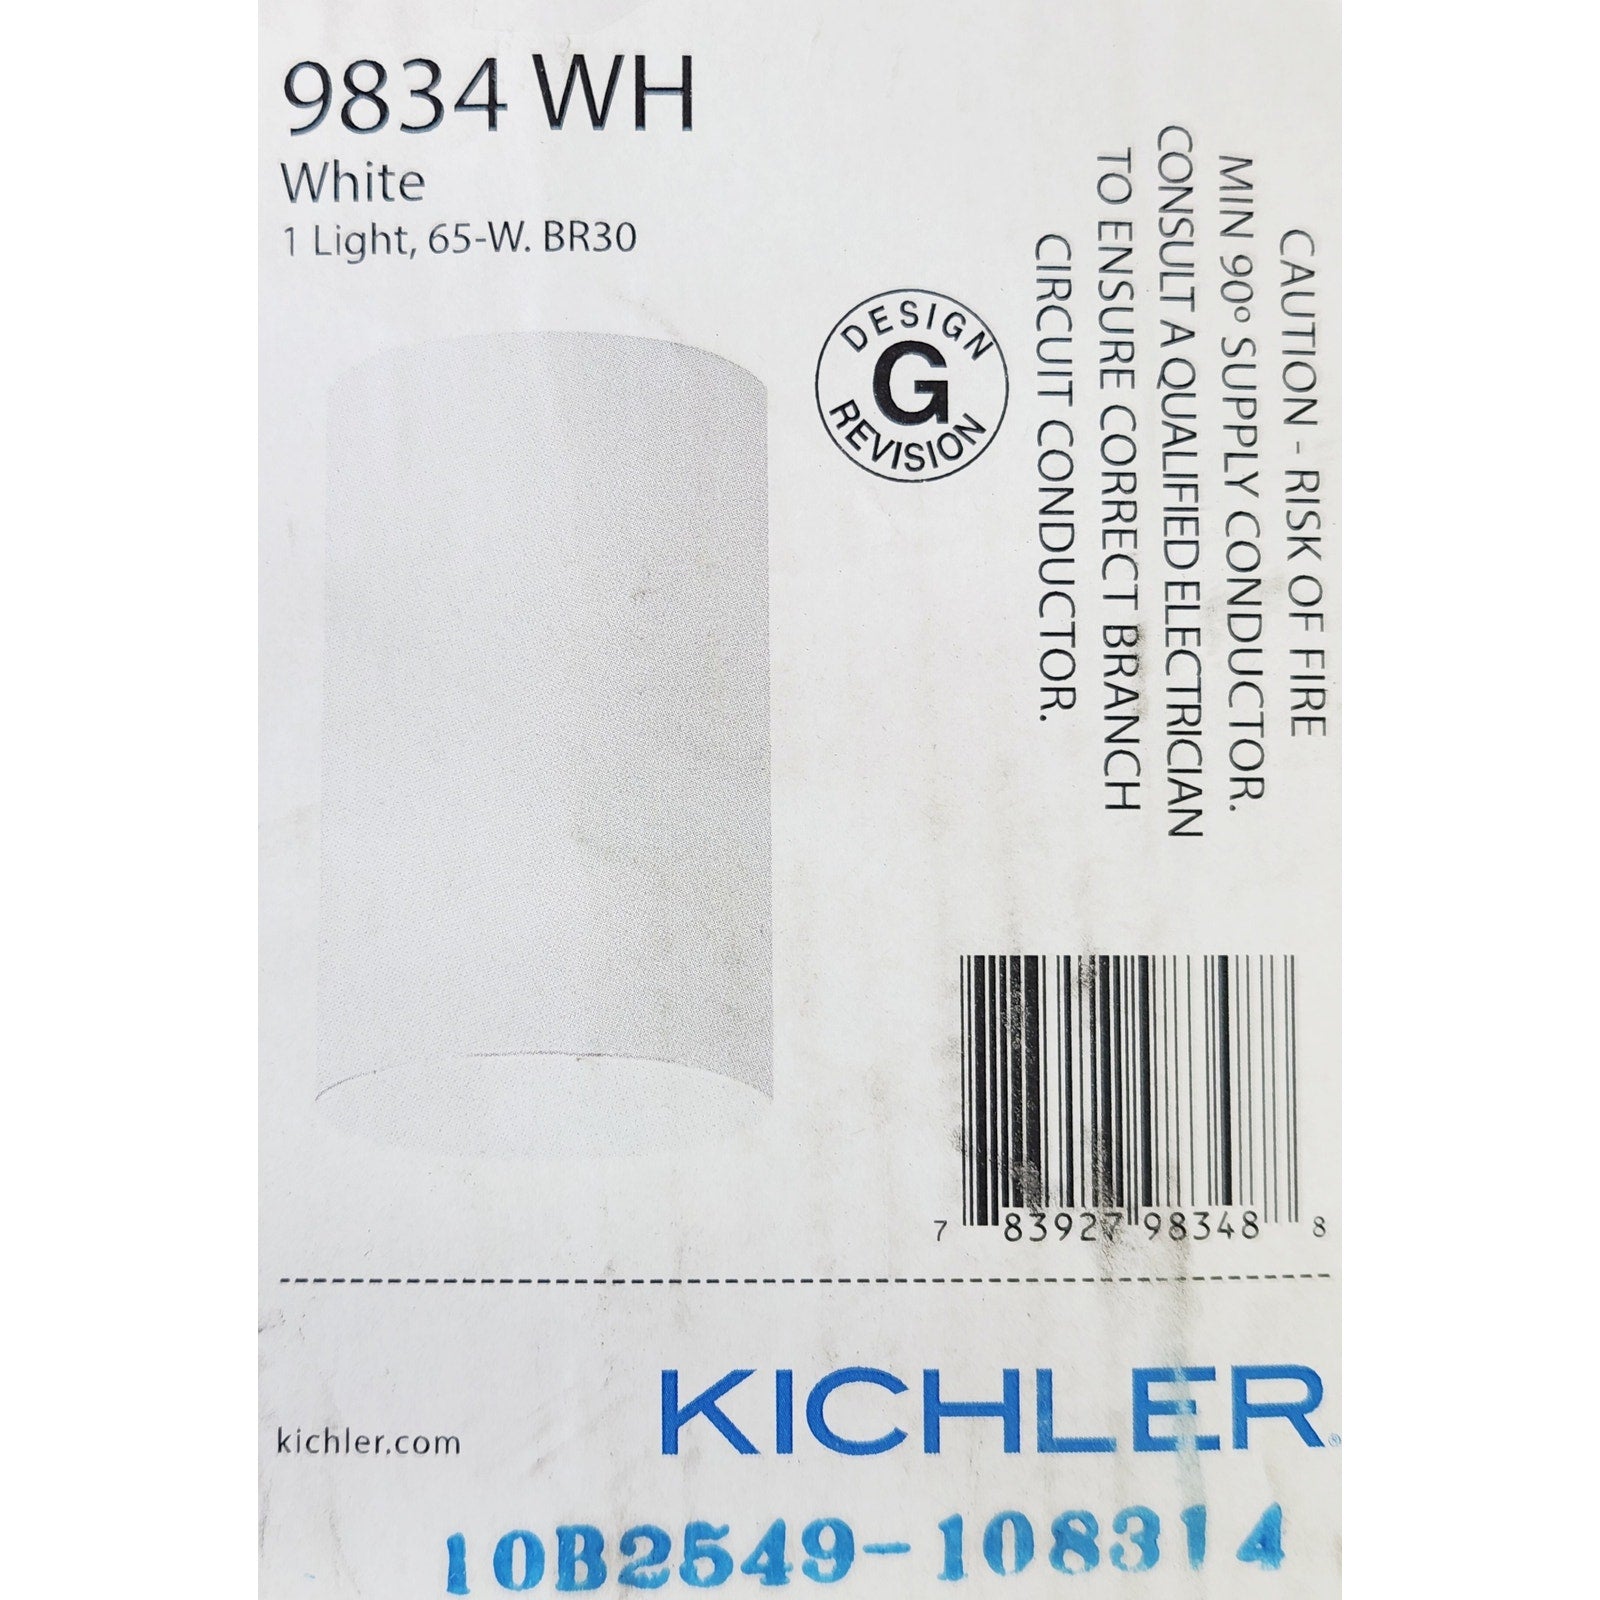 9834 WH
White
1 Light, 65-W. BR30
DESIGN
G
REVISION
CAUTION - RISK OF FIRE
MIN 90º SUPPLY CONDUCTOR.
CONSULT A QUALIFIED ELECTRICIAN
TO ENSURE CORRECT BRANCH
CIRCUIT CONDUCTOR.
7 83927 98348 8
kichler.com
KICHLER®
10B2549-108314